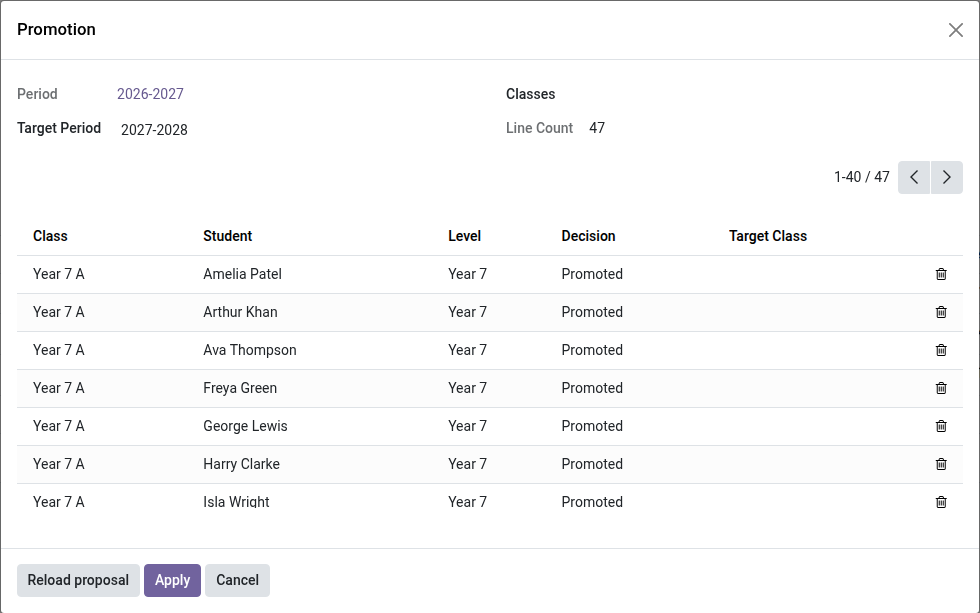 Promotion
Period 2026-2027
Target Period 2027-2028
Classes
Line Count 47
1-40 / 47
Class Student Level Decision Target Class
Year 7 A Amelia Patel Year 7 Promoted
Year 7 A Arthur Khan Year 7 Promoted
Year 7 A Ava Thompson Year 7 Promoted
Year 7 A Freya Green Year 7 Promoted
Year 7 A George Lewis Year 7 Promoted
Year 7 A Harry Clarke Year 7 Promoted
Year 7 A Isla Wright Year 7 Promoted
Reload proposal Apply Cancel